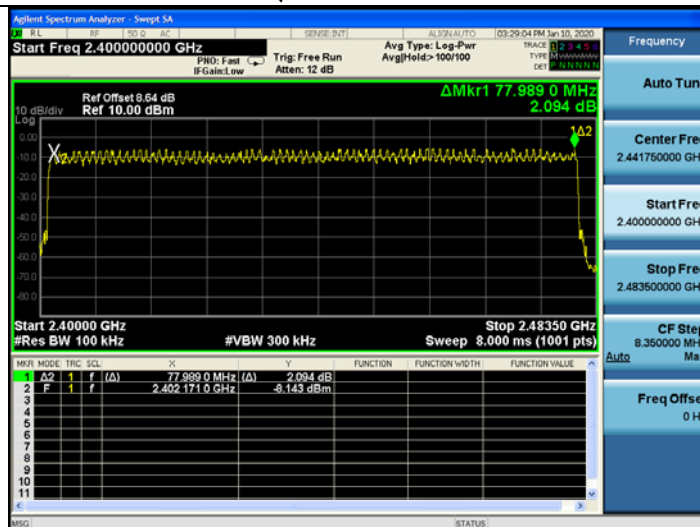 Agilent Spectrum Analyzer - Swept SA
RL RF 50 Ω AC SENSE:INT ALIGN AUTO 03:29:04 PM Jan 10, 2020
Start Freq 2.400000000 GHz
PNO: Fast
IFGain:Low
Trig: Free Run
Atten: 12 dB
Avg Type: Log-Pwr
Avg|Hold:> 100/100
TRACE 1 2 3 4 5 6
TYPE M W W W W W
DET P N N N N N
Ref Offset 8.64 dB
Ref 10.00 dBm
10 dB/div
Log
ΔMkr1 77.989 0 MHz
2.094 dB
0.00
-10.0
-20.0
-30.0
-40.0
-50.0
-60.0
-70.0
-80.0
1Δ2
X2
Start 2.40000 GHz
Stop 2.48350 GHz
#Res BW 100 kHz #VBW 300 kHz Sweep 8.000 ms (1001 pts)
MKR MODE TRC SCL X Y FUNCTION FUNCTION WIDTH FUNCTION VALUE
1 Δ2 1 f (Δ) 77.989 0 MHz (Δ) 2.094 dB
2 F 1 f 2.402 171 0 GHz -8.143 dBm
3
4
5
6
7
8
9
10
11
MSG STATUS
Frequency
Auto Tun
Center Fre
2.441750000 GH
Start Fre
2.400000000 GH
Stop Fre
2.483500000 GH
CF Step
8.350000 MH
Auto Ma
Freq Offse
0 H